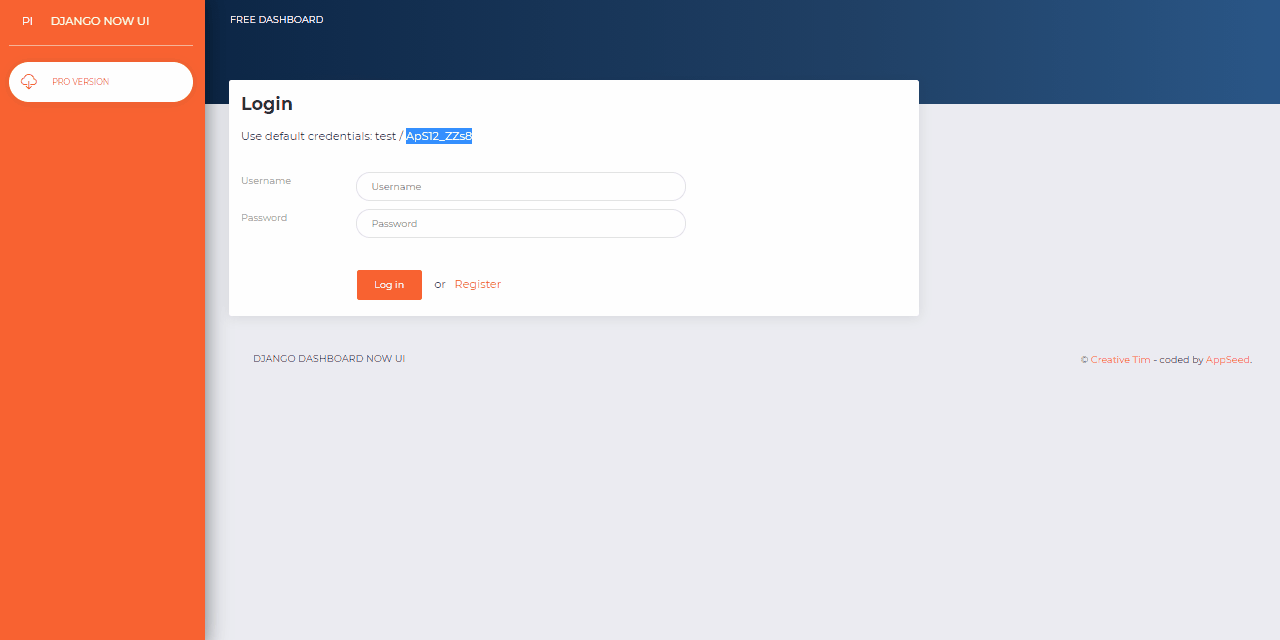 PI DJANGO NOW UI
PRO VERSION
FREE DASHBOARD
Login
Use default credentials: test / ApS12_ZZs8
Username
Username
Password
Password
Log in or Register
DJANGO DASHBOARD NOW UI
© Creative Tim - coded by AppSeed.